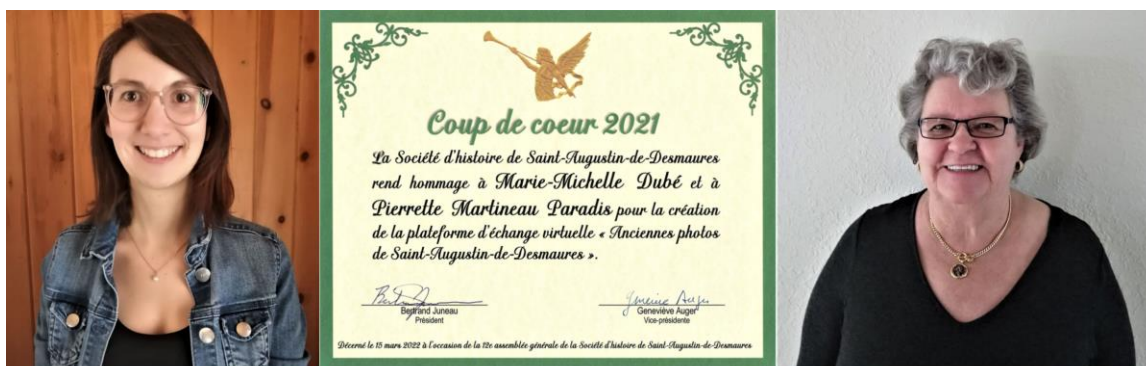 Coup de coeur 2021
La Société d'histoire de Saint-Augustin-de-Desmaures
rend hommage à Marie-Michelle Dubé et à
Pierrette Martineau Paradis pour la création
de la plateforme d'échange virtuelle « Anciennes photos
de Saint-Augustin-de-Desmaures ».
Bertrand Juneau
Président
Geneviève Auger
Geneviève Auger
Vice-présidente
Décerné le 15 mars 2022 à l'occasion de la 12e assemblée générale de la Société d'histoire de Saint-Augustin-de-Desmaures